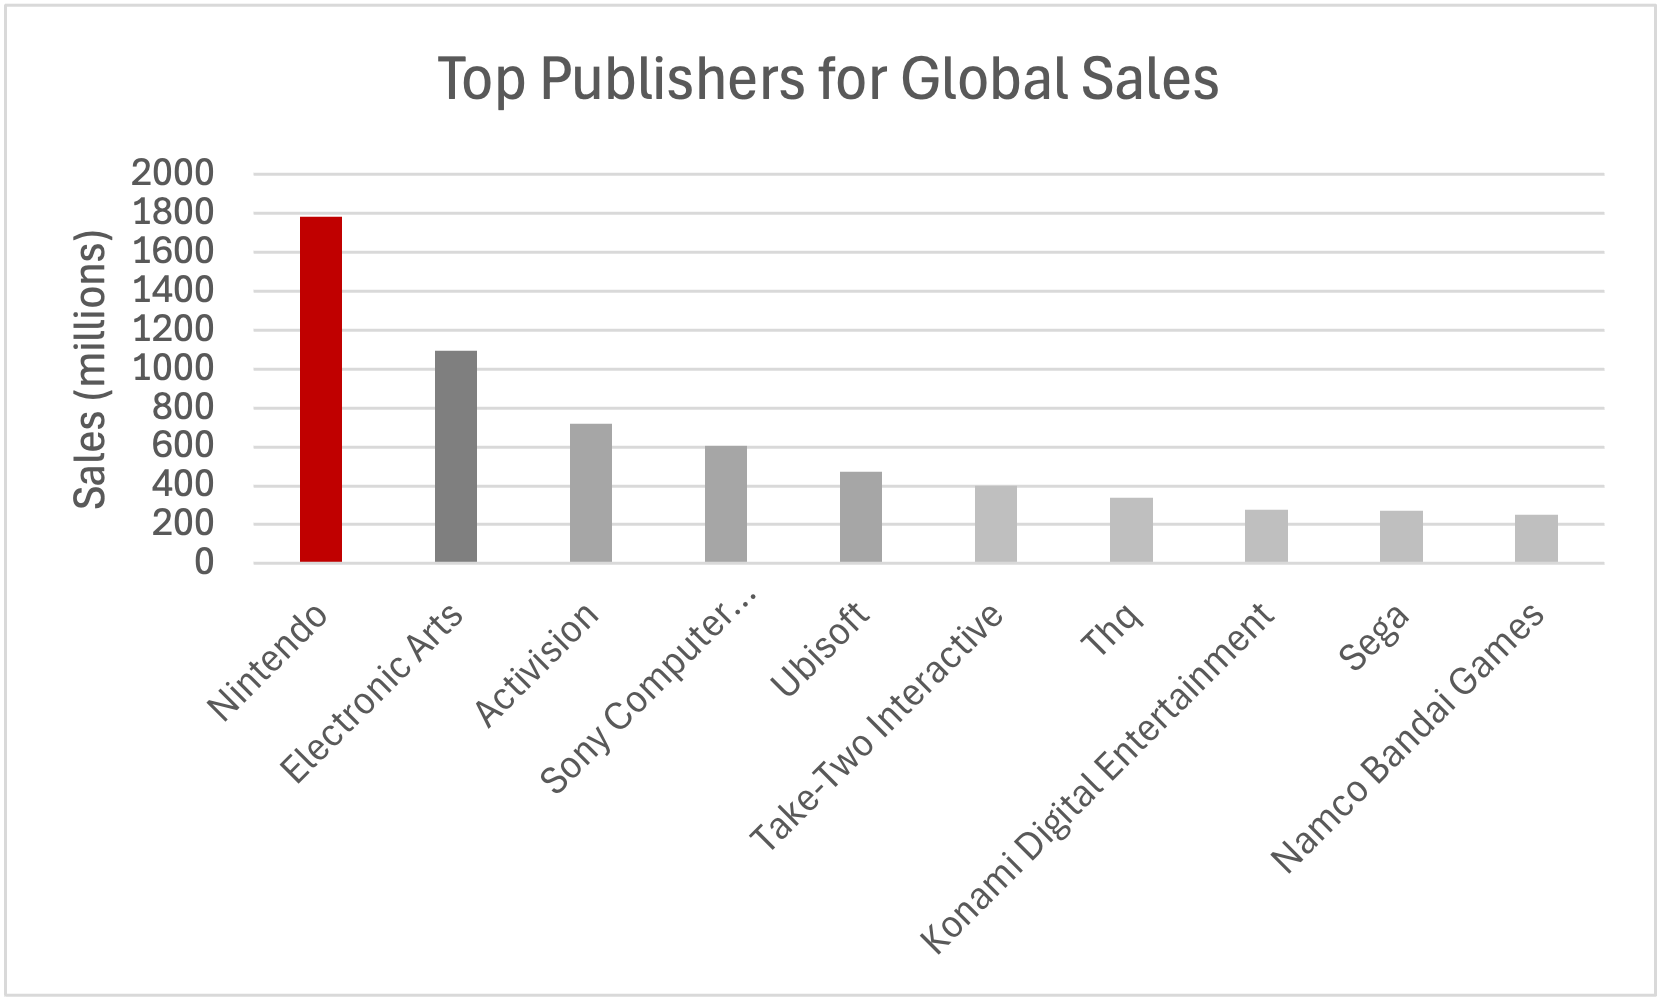 Top Publishers for Global Sales
Sales (millions)
2000
1800
1600
1400
1200
1000
800
600
400
200
0
Nintendo
Electronic Arts
Activision
Sony Computer...
Ubisoft
Take-Two Interactive
Thq
Konami Digital Entertainment
Sega
Namco Bandai Games